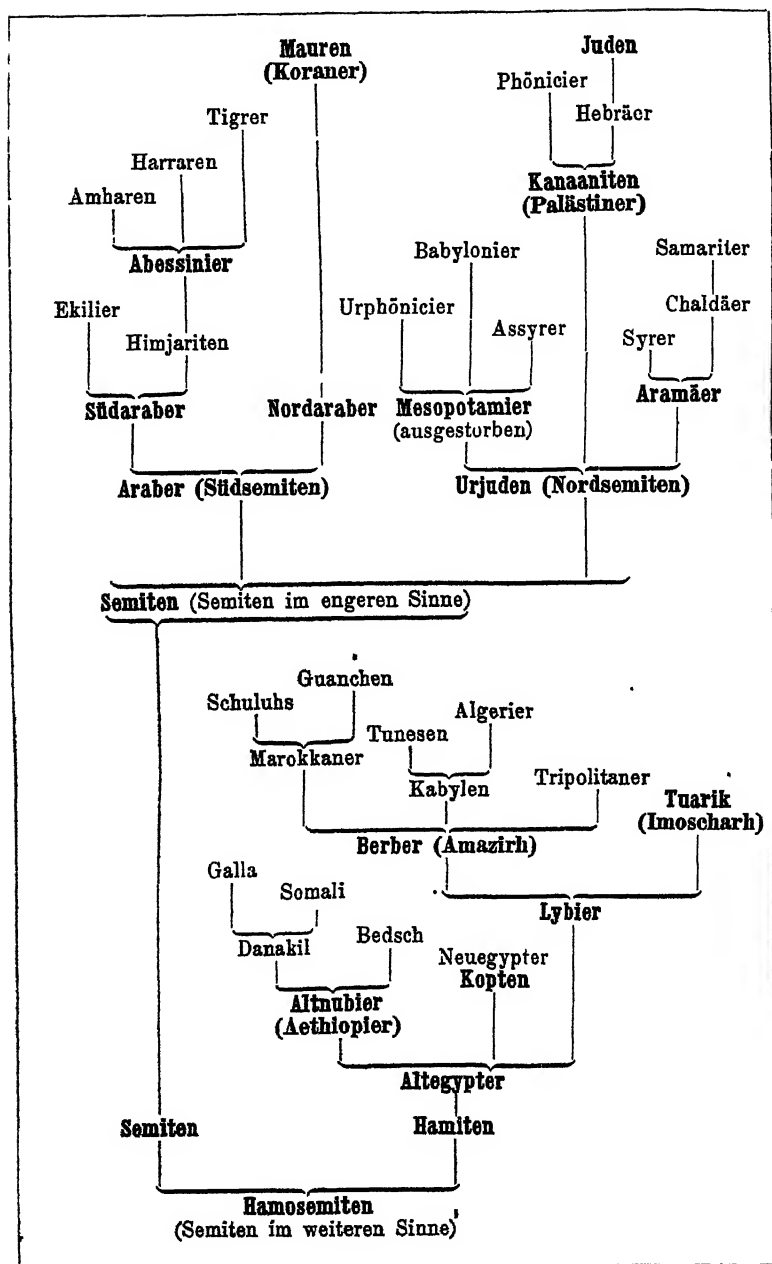 Mauren
(Koraner)
Juden
Phönicier
Hebräer
Tigrer
Harraren
Kanaaniten
(Palästiner)
Amharen
Abessinier
Babylonier
Samariter
Ekilier
Urphönicier
Chaldäer
Himjariten
Assyrer
Syrer
Südaraber
Nordaraber
Mesopotamier
(ausgestorben)
Aramäer
Araber (Südsemiten)
Urjuden (Nordsemiten)
Semiten (Semiten im engeren Sinne)
Guanchen
Schuluhs
Algerier
Tunesen
Marokkaner
Kabylen
Tripolitaner
Tuarik
(Imoscharh)
Berber (Amazirh)
Galla
Somali
Lybier
Danakil
Bedsch
Neuegypter
Kopten
Altnubier
(Aethiopier)
Altegypter
Semiten
Hamiten
Hamosemiten
(Semiten im weiteren Sinne)